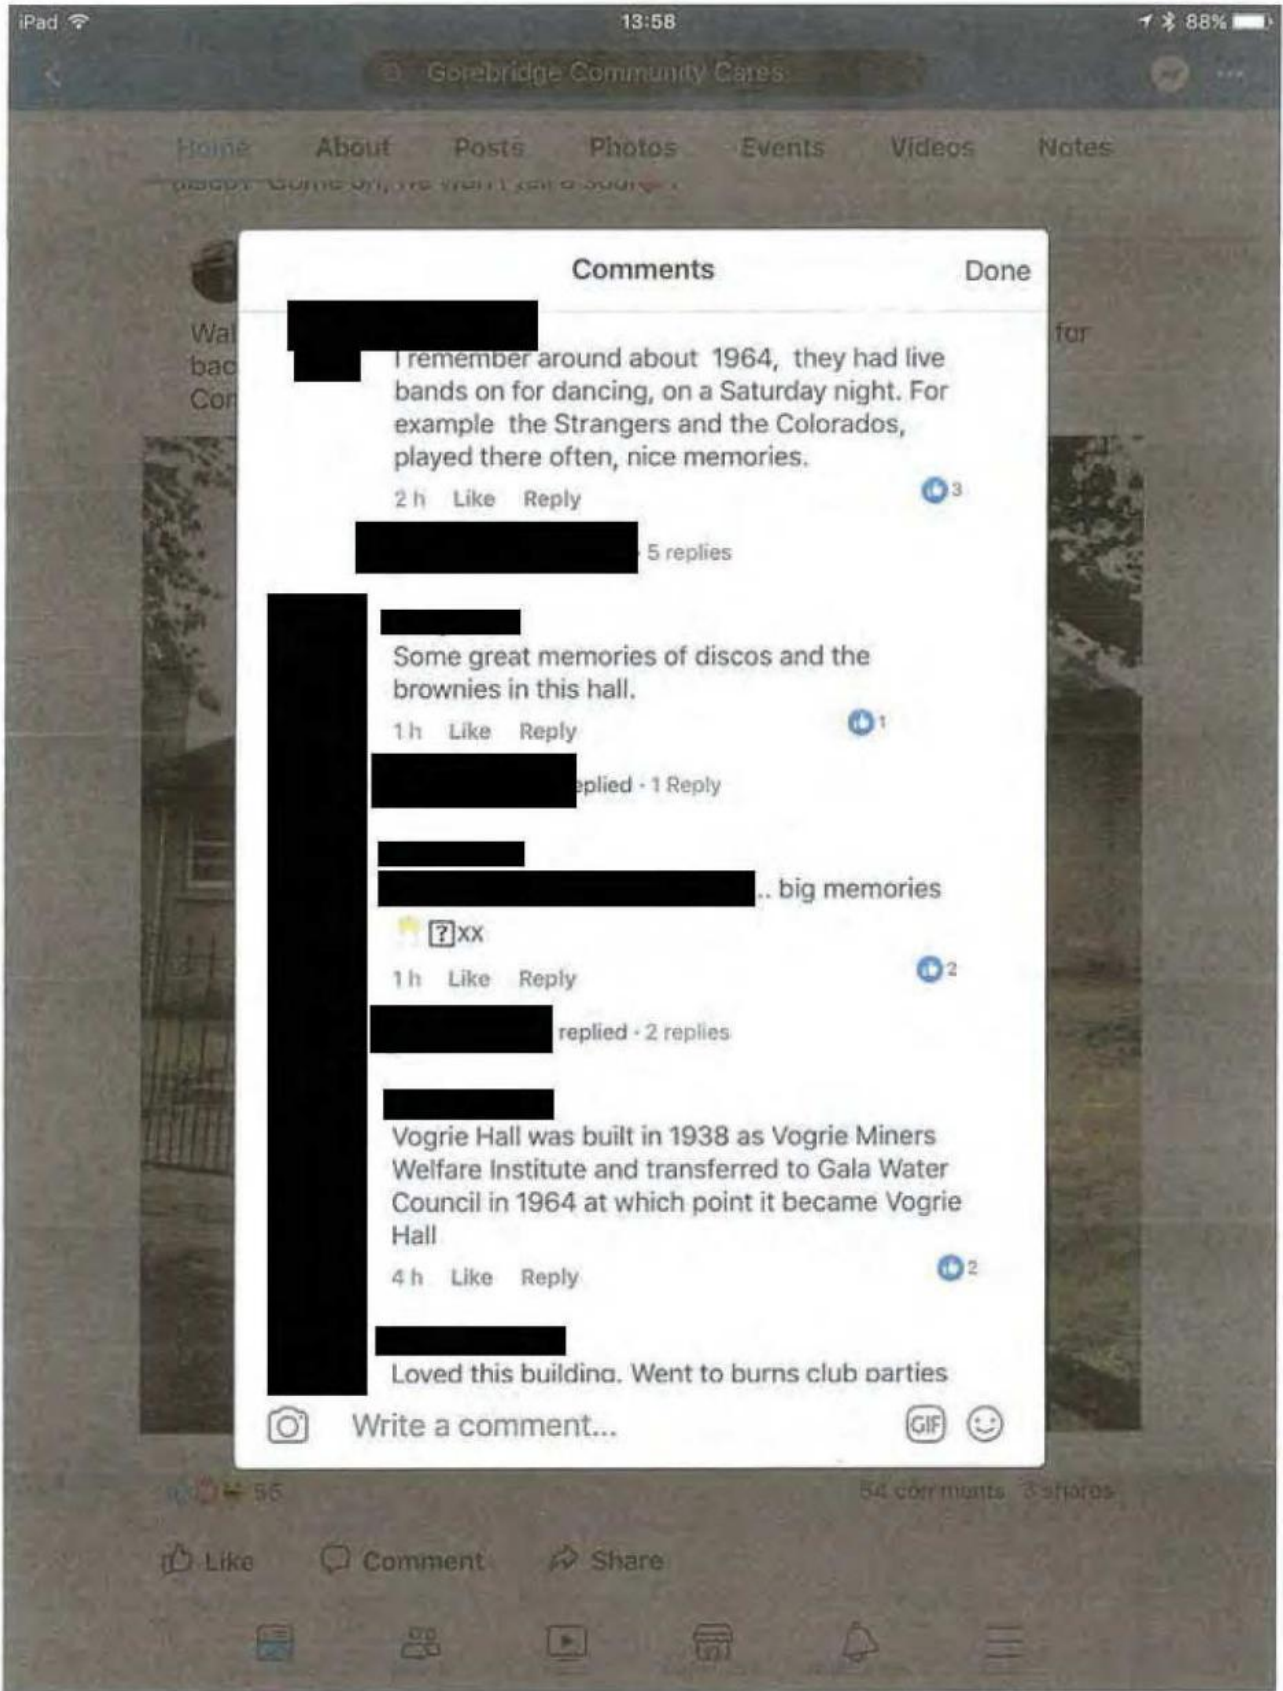 iPad 13:58 88%
Gorebridge Community Cares
Home About Posts Photos Events Videos Notes
Comments Done
Wal for
bac
Con
I remember around about 1964, they had live
bands on for dancing, on a Saturday night. For
example the Strangers and the Colorados,
played there often, nice memories.
2 h Like Reply 3
· 5 replies
Some great memories of discos and the
brownies in this hall.
1 h Like Reply 1
eplied · 1 Reply
.. big memories
xx
1 h Like Reply 2
replied · 2 replies
Vogrie Hall was built in 1938 as Vogrie Miners
Welfare Institute and transferred to Gala Water
Council in 1964 at which point it became Vogrie
Hall
4 h Like Reply 2
Loved this building. Went to burns club parties
Write a comment... GIF
55 54 comments 3 shares
Like Comment Share